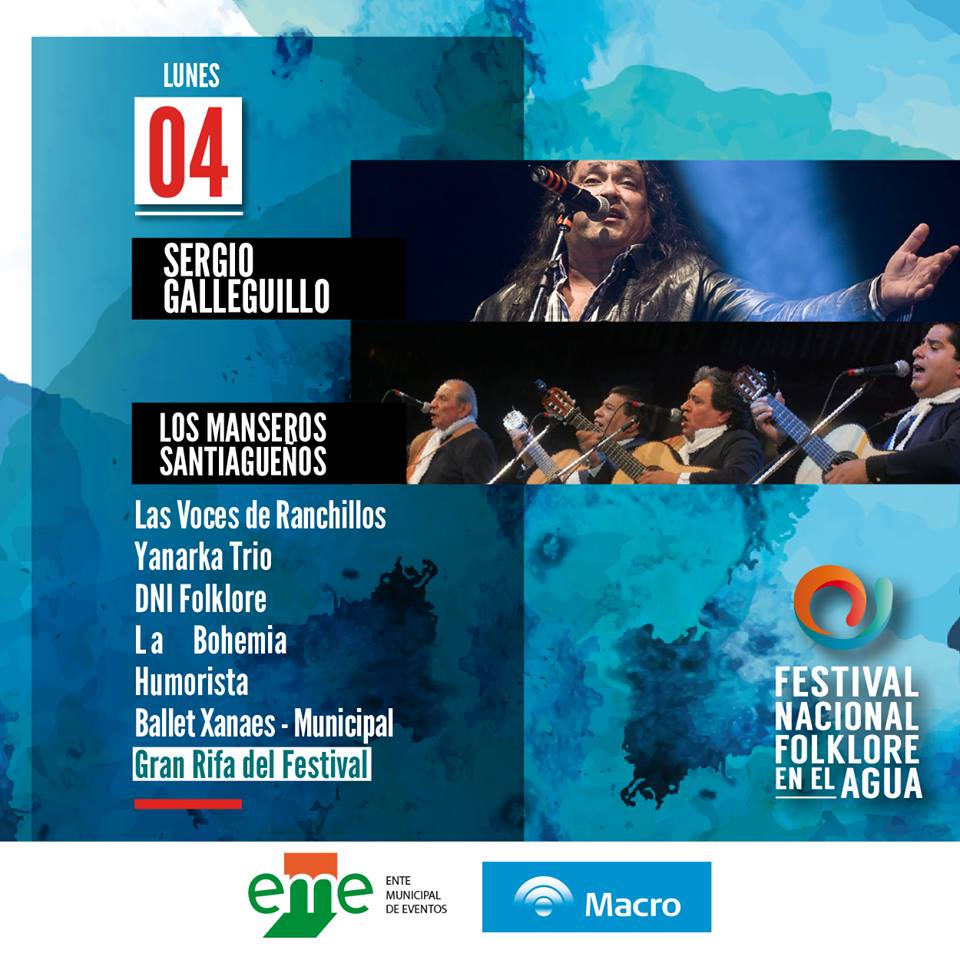 LUNES
04
SERGIO
GALLEGUILLO
LOS MANSEROS
SANTIAGUEÑOS
Las Voces de Ranchillos
Yanarka Trio
DNI Folklore
La Bohemia
Humorista
Ballet Xanaes - Municipal
Gran Rifa del Festival
FESTIVAL
NACIONAL
FOLKLORE
EN EL AGUA
eme
ENTE
MUNICIPAL
DE EVENTOS
Macro